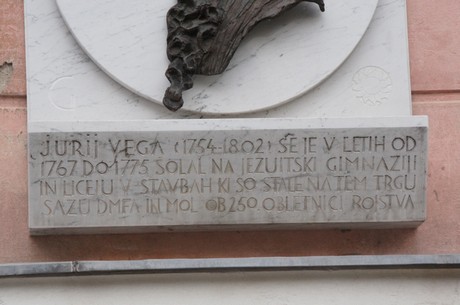 JURIJ VEGA (1754-1802) SE JE V LETIH OD
1767 DO 1775 ŠOLAL NA JEZUITSKI GIMNAZIJI
IN LICEJU V STAVBAH KI SO STALE NA TEM TRGU
SAZU DMFA IN MOL OB 250 OBLETNICI ROJSTVA